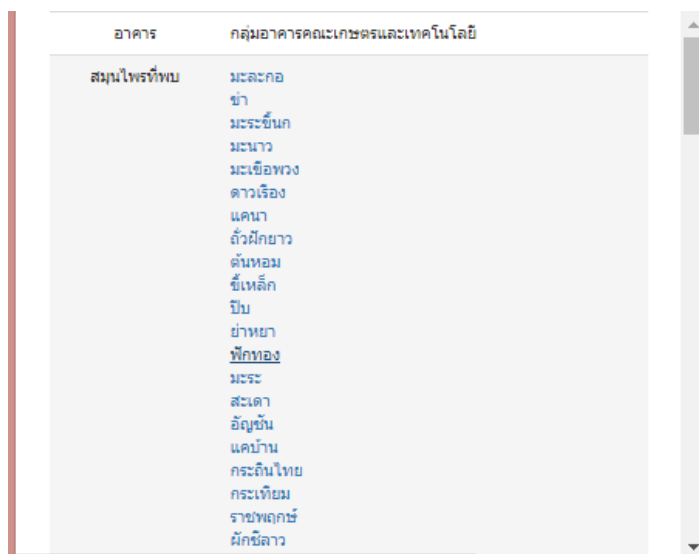 อาคาร กลุ่มอาคารคณะเกษตรและเทคโนโลยี
สมุนไพรที่พบ มะละกอ
ข่า
มะระขี้นก
มะนาว
มะเขือพวง
ดาวเรือง
แคนา
ถั่วฝักยาว
ต้นหอม
ขี้เหล็ก
ปีบ
ย่าหยา
ฟักทอง
มะระ
สะเดา
อัญชัน
แคบ้าน
กระถินไทย
กระเทียม
ราชพฤกษ์
ผักชีลาว